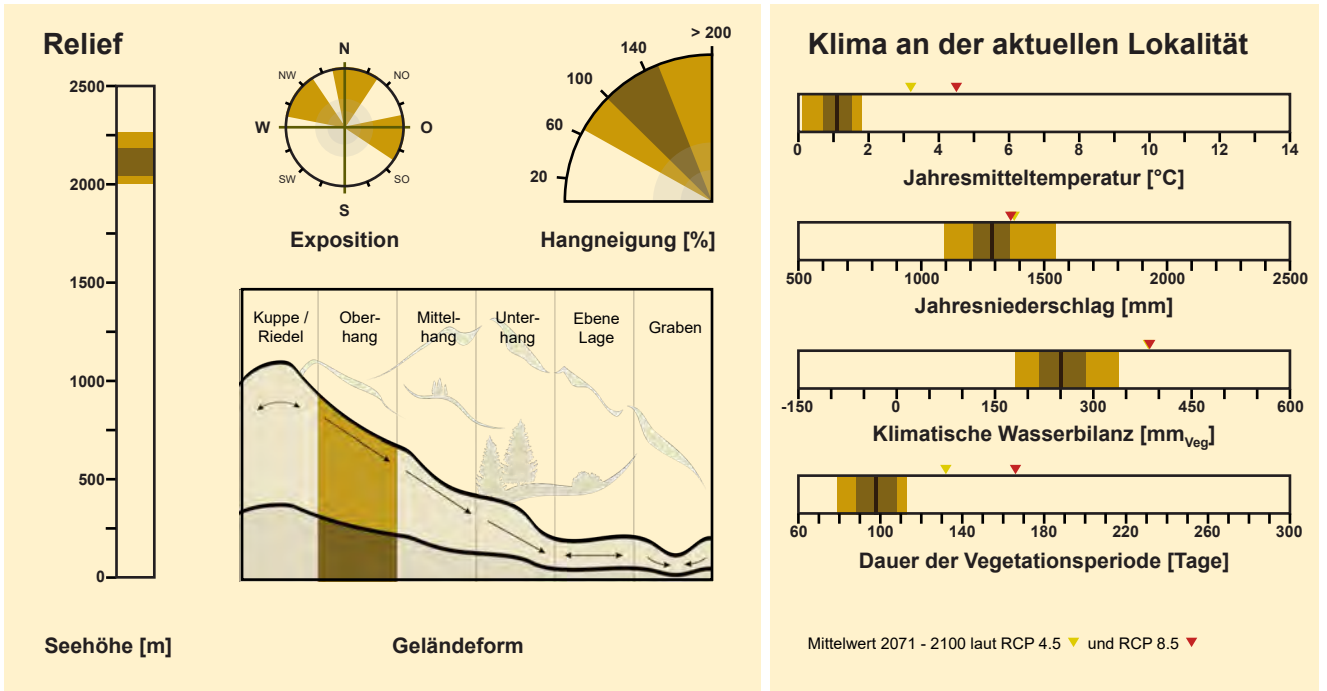 Relief
2500
2000
1500
1000
500
0
Seehöhe [m]
N
NW
NO
W
O
SW
SO
S
Exposition
> 200
140
100
60
20
Hangneigung [%]
Kuppe /
Riedel
Ober-
hang
Mittel-
hang
Unter-
hang
Ebene
Lage
Graben
Geländeform
Klima an der aktuellen Lokalität
0 2 4 6 8 10 12 14
Jahresmitteltemperatur [°C]
500 1000 1500 2000 2500
Jahresniederschlag [mm]
-150 0 150 300 450 600
Klimatische Wasserbilanz [mmVeg]
60 100 140 180 220 260 300
Dauer der Vegetationsperiode [Tage]
Mittelwert 2071 - 2100 laut RCP 4.5 und RCP 8.5